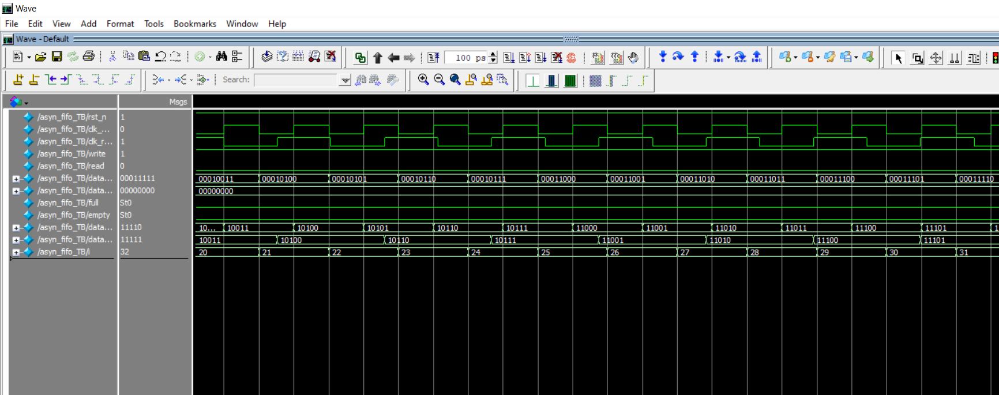 Wave
File Edit View Add Format Tools Bookmarks Window Help
Wave - Default
100 ps
Search:
Msgs
/asyn_fifo_TB/rst_n 1
/asyn_fifo_TB/clk_... 0
/asyn_fifo_TB/clk_r... 1
/asyn_fifo_TB/write 1
/asyn_fifo_TB/read 0
/asyn_fifo_TB/data... 00011111 00010011 00010100 00010101 00010110 00010111 00011000 00011001 00011010 00011011 00011100 00011101 00011110
/asyn_fifo_TB/data... 00000000 00000000
/asyn_fifo_TB/full St0
/asyn_fifo_TB/empty St0
/asyn_fifo_TB/data... 11110 10... 10011 10100 10101 10110 10111 11000 11001 11010 11011 11100 11101 1
/asyn_fifo_TB/data... 11111 10011 10100 10110 10111 11001 11010 11100 11101
/asyn_fifo_TB/i 32 20 21 22 23 24 25 26 27 28 29 30 31